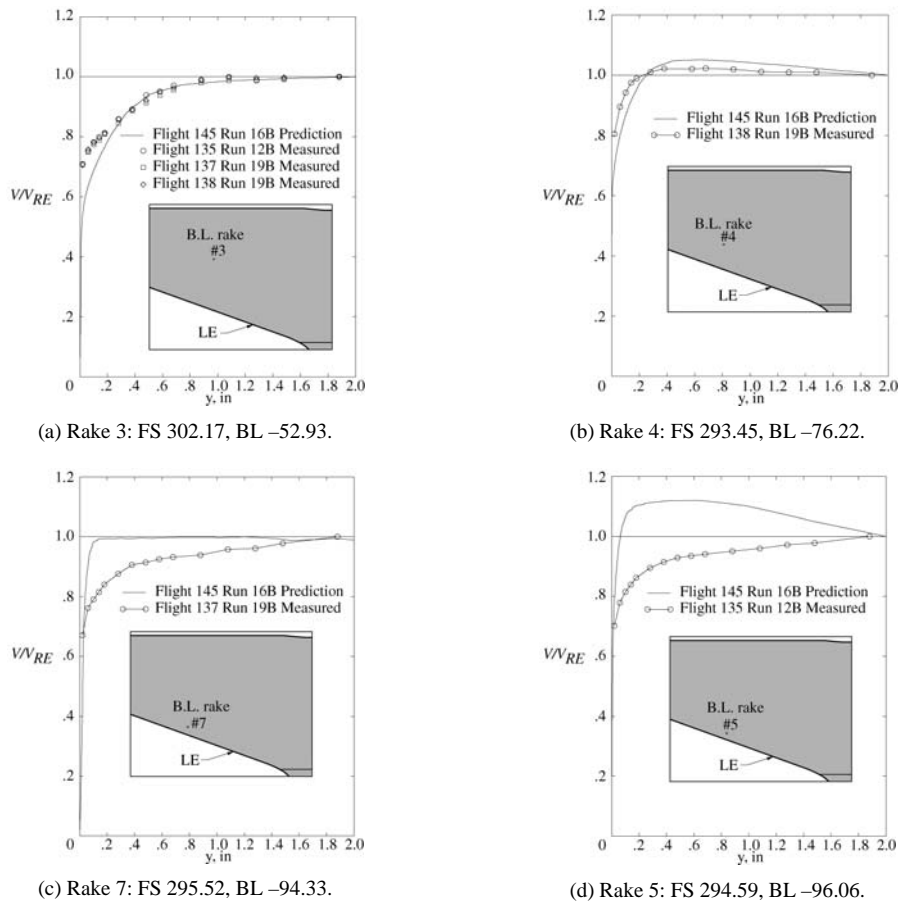 1.2
1.0
.8
.6
.4
.2
0
V/V_RE
Flight 145 Run 16B Prediction
Flight 135 Run 12B Measured
Flight 137 Run 19B Measured
Flight 138 Run 19B Measured
B.L. rake
#3
LE
.2 .4 .6 .8 1.0 1.2 1.4 1.6 1.8 2.0
y, in
(a) Rake 3: FS 302.17, BL –52.93.
1.2
1.0
.8
.6
.4
.2
0
V/V_RE
Flight 145 Run 16B Prediction
Flight 138 Run 19B Measured
B.L. rake
#4
LE
.2 .4 .6 .8 1.0 1.2 1.4 1.6 1.8 2.0
y, in
(b) Rake 4: FS 293.45, BL –76.22.
1.2
1.0
.8
.6
.4
.2
0
V/V_RE
Flight 145 Run 16B Prediction
Flight 137 Run 19B Measured
B.L. rake
#7
LE
.2 .4 .6 .8 1.0 1.2 1.4 1.6 1.8 2.0
y, in
(c) Rake 7: FS 295.52, BL –94.33.
1.2
1.0
.8
.6
.4
.2
0
V/V_RE
Flight 145 Run 16B Prediction
Flight 135 Run 12B Measured
B.L. rake
#5
LE
.2 .4 .6 .8 1.0 1.2 1.4 1.6 1.8 2.0
y, in
(d) Rake 5: FS 294.59, BL –96.06.